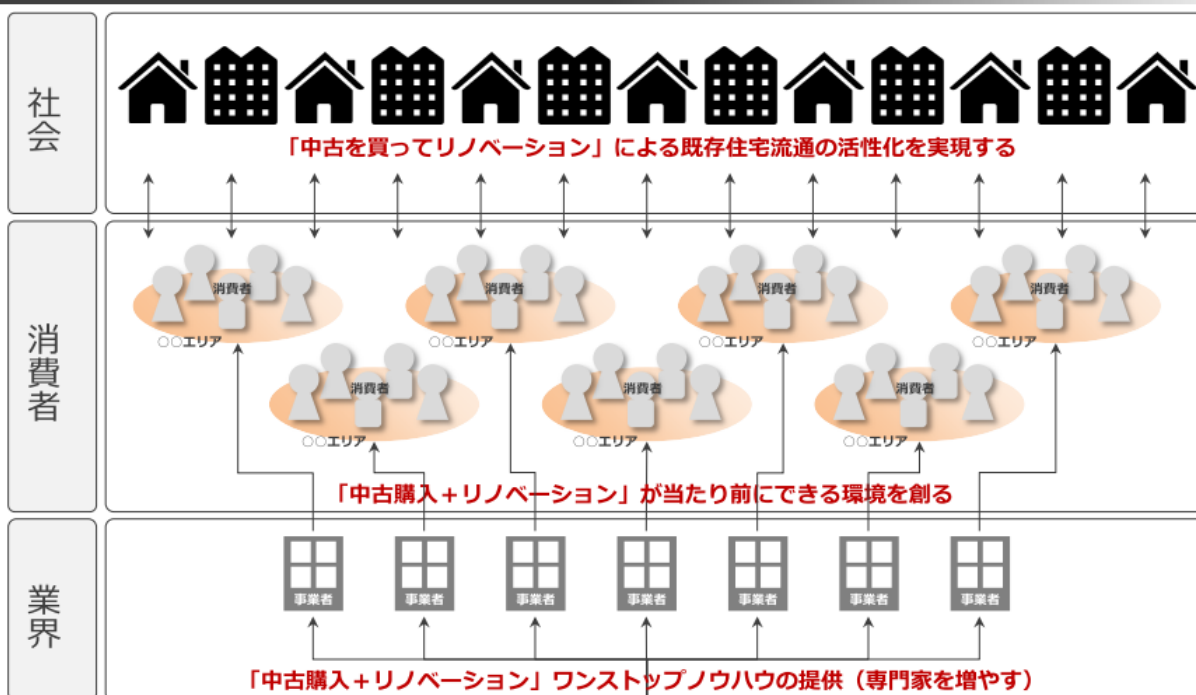 社会
「中古を買ってリノベーション」による既存住宅流通の活性化を実現する
消費者
消費者
消費者
消費者
消費者
○○エリア
○○エリア
○○エリア
○○エリア
消費者
消費者
消費者
○○エリア
○○エリア
○○エリア
「中古購入＋リノベーション」が当たり前にできる環境を創る
業界
事業者
事業者
事業者
事業者
事業者
事業者
事業者
「中古購入＋リノベーション」ワンストップノウハウの提供（専門家を増やす）